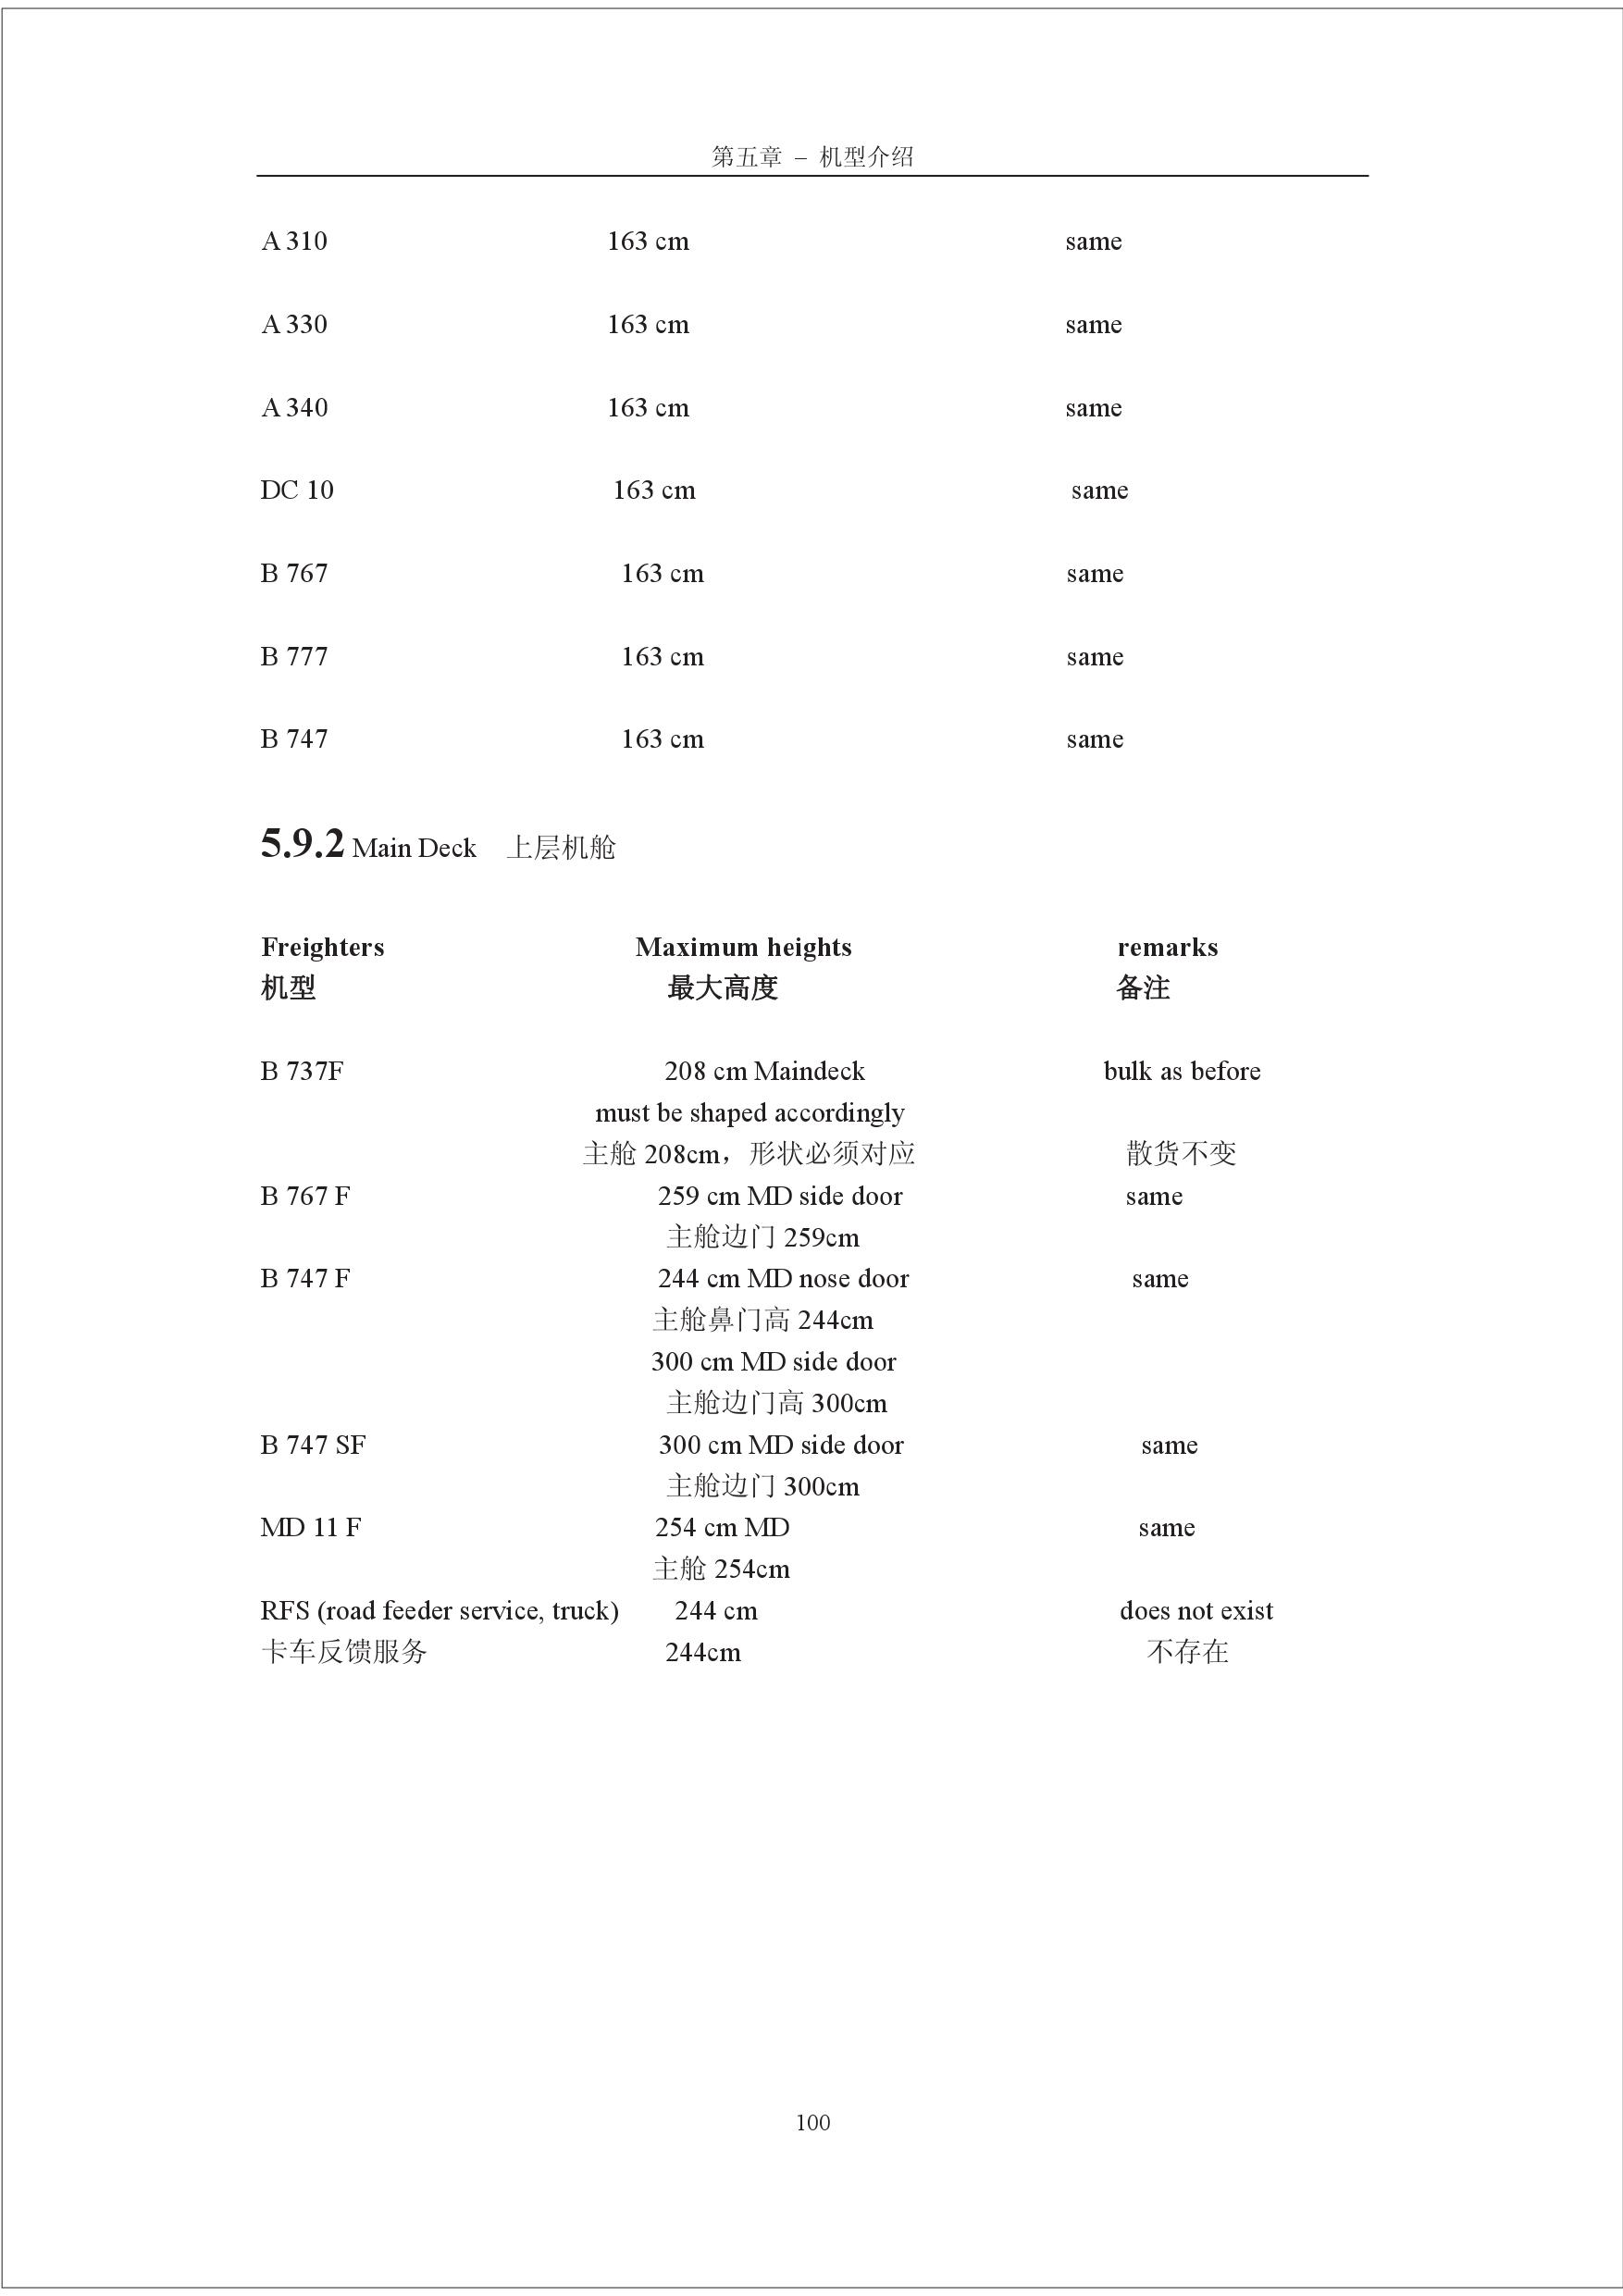 第五章 – 机型介绍
A 310 163 cm same
A 330 163 cm same
A 340 163 cm same
DC 10 163 cm same
B 767 163 cm same
B 777 163 cm same
B 747 163 cm same
5.9.2 Main Deck 上层机舱
Freighters Maximum heights remarks
机型 最大高度 备注
B 737F 208 cm Maindeck bulk as before
must be shaped accordingly
主舱 208cm，形状必须对应 散货不变
B 767 F 259 cm MD side door same
主舱边门 259cm
B 747 F 244 cm MD nose door same
主舱鼻门高 244cm
300 cm MD side door
主舱边门高 300cm
B 747 SF 300 cm MD side door same
主舱边门 300cm
MD 11 F 254 cm MD same
主舱 254cm
RFS (road feeder service, truck) 244 cm does not exist
卡车反馈服务 244cm 不存在
100